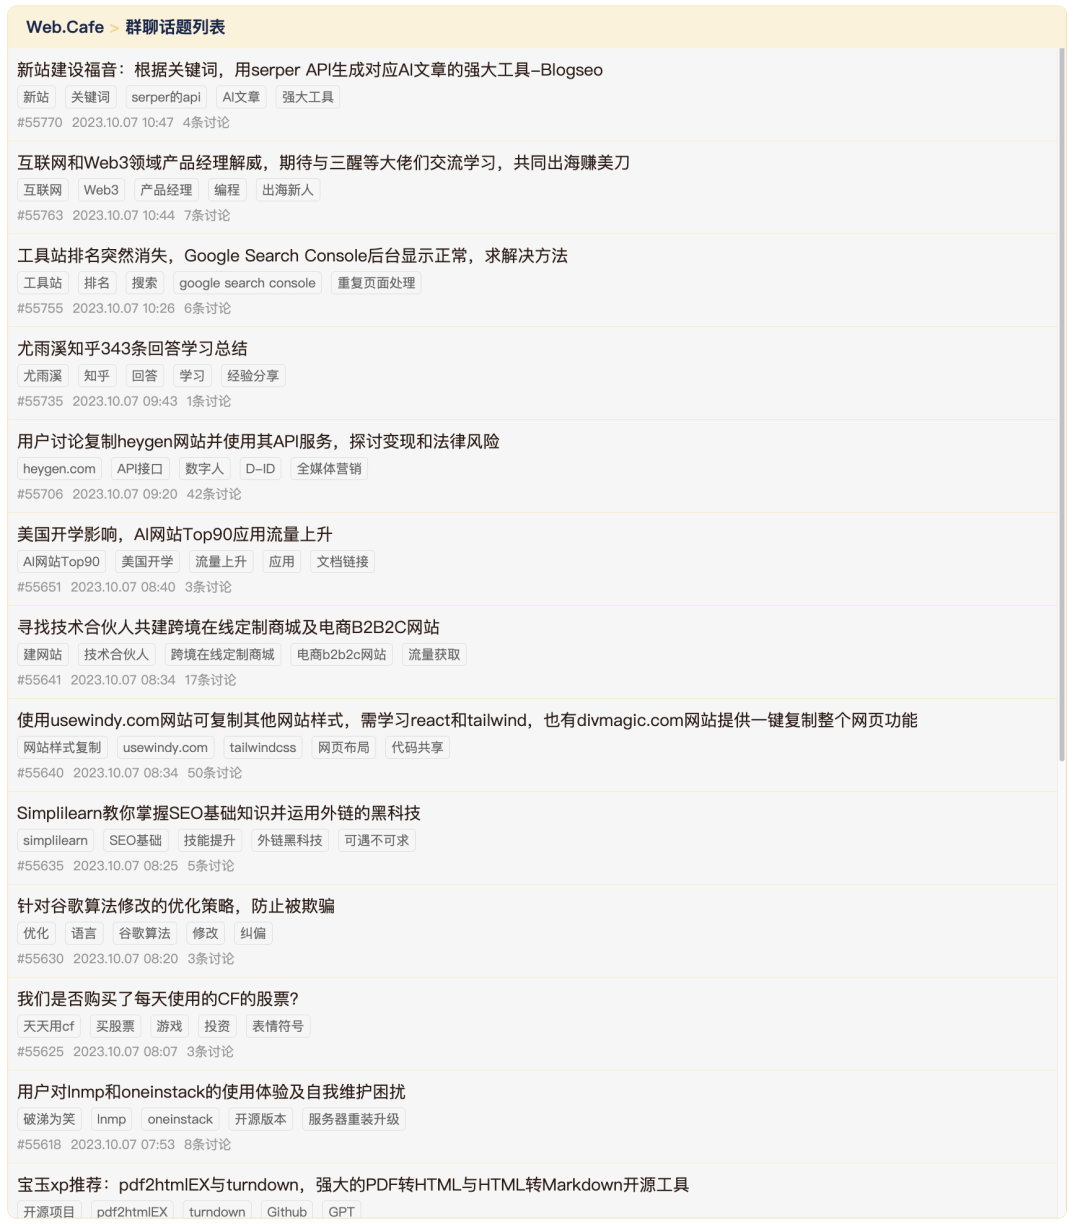 Web.Cafe > 群聊话题列表
新站建设福音：根据关键词，用serper API生成对应AI文章的强大工具-Blogseo
新站 关键词 serper的api AI文章 强大工具
#55770 2023.10.07 10:47 4条讨论
互联网和Web3领域产品经理解威，期待与三醒等大佬们交流学习，共同出海赚美刀
互联网 Web3 产品经理 编程 出海新人
#55763 2023.10.07 10:44 7条讨论
工具站排名突然消失，Google Search Console后台显示正常，求解决方法
工具站 排名 搜索 google search console 重复页面处理
#55755 2023.10.07 10:26 6条讨论
尤雨溪知乎343条回答学习总结
尤雨溪 知乎 回答 学习 经验分享
#55735 2023.10.07 09:43 1条讨论
用户讨论复制heygen网站并使用其API服务，探讨变现和法律风险
heygen.com API接口 数字人 D-ID 全媒体营销
#55706 2023.10.07 09:20 42条讨论
美国开学影响，AI网站Top90应用流量上升
AI网站Top90 美国开学 流量上升 应用 文档链接
#55651 2023.10.07 08:40 3条讨论
寻找技术合伙人共建跨境在线定制商城及电商B2B2C网站
建网站 技术合伙人 跨境在线定制商城 电商b2b2c网站 流量获取
#55641 2023.10.07 08:34 17条讨论
使用usewindy.com网站可复制其他网站样式，需学习react和tailwind，也有divmagic.com网站提供一键复制整个网页功能
网站样式复制 usewindy.com tailwindcss 网页布局 代码共享
#55640 2023.10.07 08:34 50条讨论
Simplilearn教你掌握SEO基础知识并运用外链的黑科技
simplilearn SEO基础 技能提升 外链黑科技 可遇不可求
#55635 2023.10.07 08:25 5条讨论
针对谷歌算法修改的优化策略，防止被欺骗
优化 语言 谷歌算法 修改 纠偏
#55630 2023.10.07 08:20 3条讨论
我们是否购买了每天使用的CF的股票？
天天用cf 买股票 游戏 投资 表情符号
#55625 2023.10.07 08:07 3条讨论
用户对lnmp和oneinstack的使用体验及自我维护困扰
破涕为笑 lnmp oneinstack 开源版本 服务器重装升级
#55618 2023.10.07 07:53 8条讨论
宝玉xp推荐：pdf2htmlEX与turndown，强大的PDF转HTML与HTML转Markdown开源工具
开源项目 pdf2htmlEX turndown Github GPT